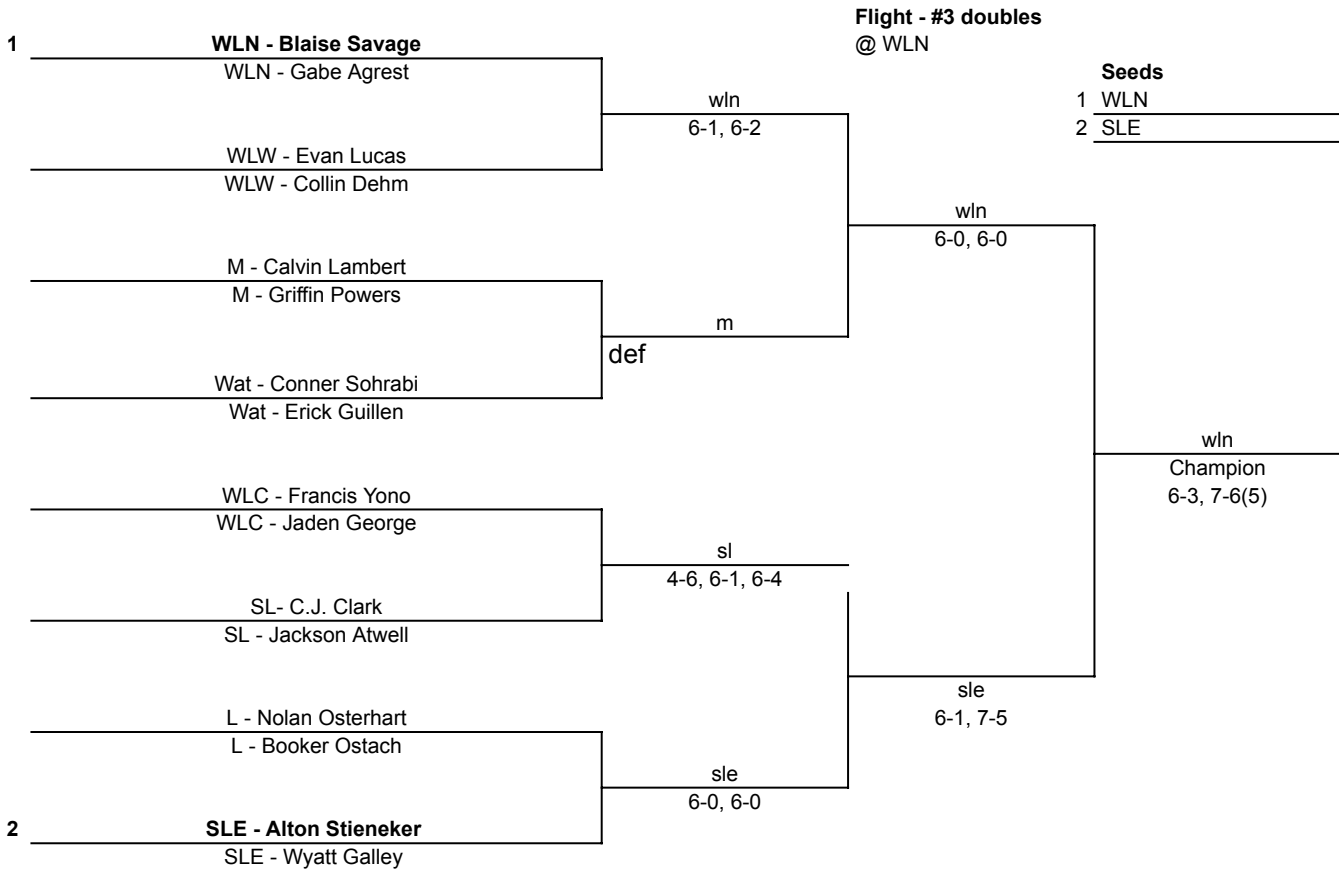 Flight - #3 doubles
1 WLN - Blaise Savage
@ WLN
WLN - Gabe Agrest
Seeds
wln
1 WLN
6-1, 6-2
2 SLE
WLW - Evan Lucas
WLW - Collin Dehm
wln
6-0, 6-0
M - Calvin Lambert
M - Griffin Powers
m
def
Wat - Conner Sohrabi
Wat - Erick Guillen
wln
Champion
6-3, 7-6(5)
WLC - Francis Yono
WLC - Jaden George
sl
4-6, 6-1, 6-4
SL- C.J. Clark
SL - Jackson Atwell
sle
6-1, 7-5
L - Nolan Osterhart
L - Booker Ostach
sle
6-0, 6-0
2 SLE - Alton Stieneker
SLE - Wyatt Galley